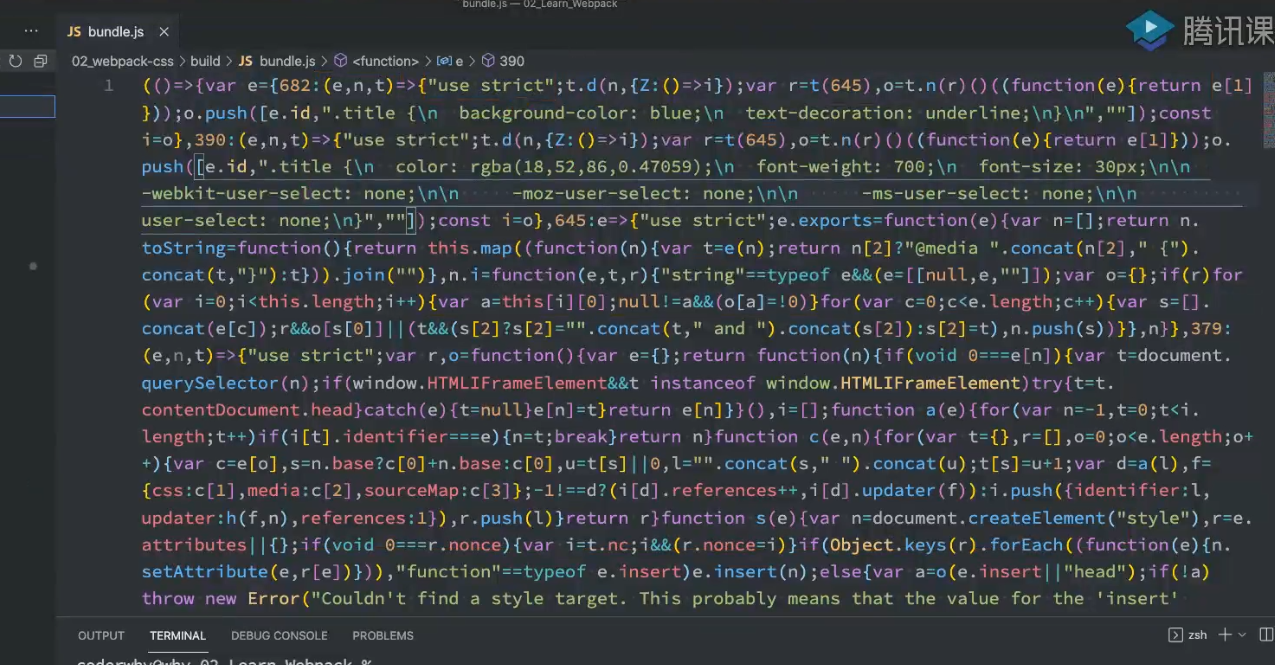 bundle.js — 02_Learn_Webpack
腾讯课
··· JS bundle.js ×
02_webpack-css > build > JS bundle.js > <function> > e > 390
1 (()=>{var e={682:(e,n,t)=>{"use strict";t.d(n,{Z:()=>i});var r=t(645),o=t.n(r)()((function(e){return e[1]
}));o.push([e.id,".title {\n  background-color: blue;\n  text-decoration: underline;\n}\n",""]);const
i=o},390:(e,n,t)=>{"use strict";t.d(n,{Z:()=>i});var r=t(645),o=t.n(r)()((function(e){return e[1]}));o.
push([e.id,".title {\n  color: rgba(18,52,86,0.47059);\n  font-weight: 700;\n  font-size: 30px;\n\n
-webkit-user-select: none;\n\n     -moz-user-select: none;\n\n      -ms-user-select: none;\n\n
user-select: none;\n}",""]);const i=o},645:e=>{"use strict";e.exports=function(e){var n=[];return n.
toString=function(){return this.map((function(n){var t=e(n);return n[2]?"@media ".concat(n[2]," {").
concat(t,"}"):t})).join("")},n.i=function(e,t,r){"string"==typeof e&&(e=[[null,e,""]]);var o={};if(r)for
(var i=0;i<this.length;i++){var a=this[i][0];null!=a&&(o[a]=!0)}for(var c=0;c<e.length;c++){var s=[].
concat(e[c]);r&&o[s[0]]||(t&&(s[2]?s[2]="".concat(t," and ").concat(s[2]):s[2]=t),n.push(s))}},n}},379:
(e,n,t)=>{"use strict";var r,o=function(){var e={};return function(n){if(void 0===e[n]){var t=document.
querySelector(n);if(window.HTMLIFrameElement&&t instanceof window.HTMLIFrameElement)try{t=t.
contentDocument.head}catch(e){t=null}e[n]=t}return e[n]}}(),i=[];function a(e){for(var n=-1,t=0;t<i.
length;t++)if(i[t].identifier===e){n=t;break}return n}function c(e,n){for(var t={},r=[],o=0;o<e.length;o+
+){var c=e[o],s=n.base?c[0]+n.base:c[0],u=t[s]||0,l="".concat(s," ").concat(u);t[s]=u+1;var d=a(l),f=
{css:c[1],media:c[2],sourceMap:c[3]};-1!==d?(i[d].references++,i[d].updater(f)):i.push({identifier:l,
updater:h(f,n),references:1}),r.push(l)}return r}function s(e){var n=document.createElement("style"),r=e.
attributes||{};if(void 0===r.nonce){var i=t.nc;i&&(r.nonce=i)}if(Object.keys(r).forEach((function(e){n.
setAttribute(e,r[e])})),"function"==typeof e.insert)e.insert(n);else{var a=o(e.insert||"head");if(!a)
throw new Error("Couldn't find a style target. This probably means that the value for the 'insert'
OUTPUT TERMINAL DEBUG CONSOLE PROBLEMS zsh
coderwhy@why 02_Learn_Webpack %